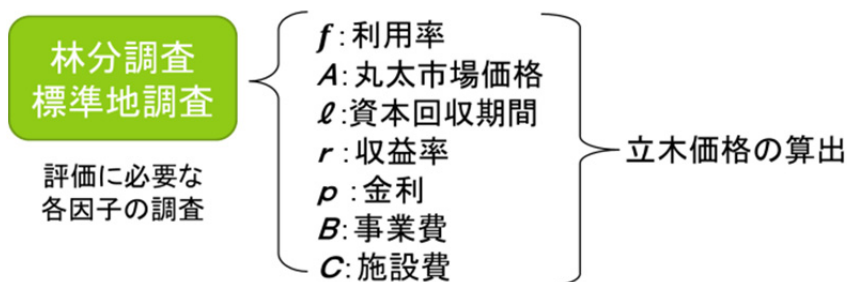 林分調査
標準地調査
評価に必要な
各因子の調査
f:利用率
A:丸太市場価格
ℓ:資本回収期間
r:収益率
p:金利
B:事業費
C:施設費
立木価格の算出